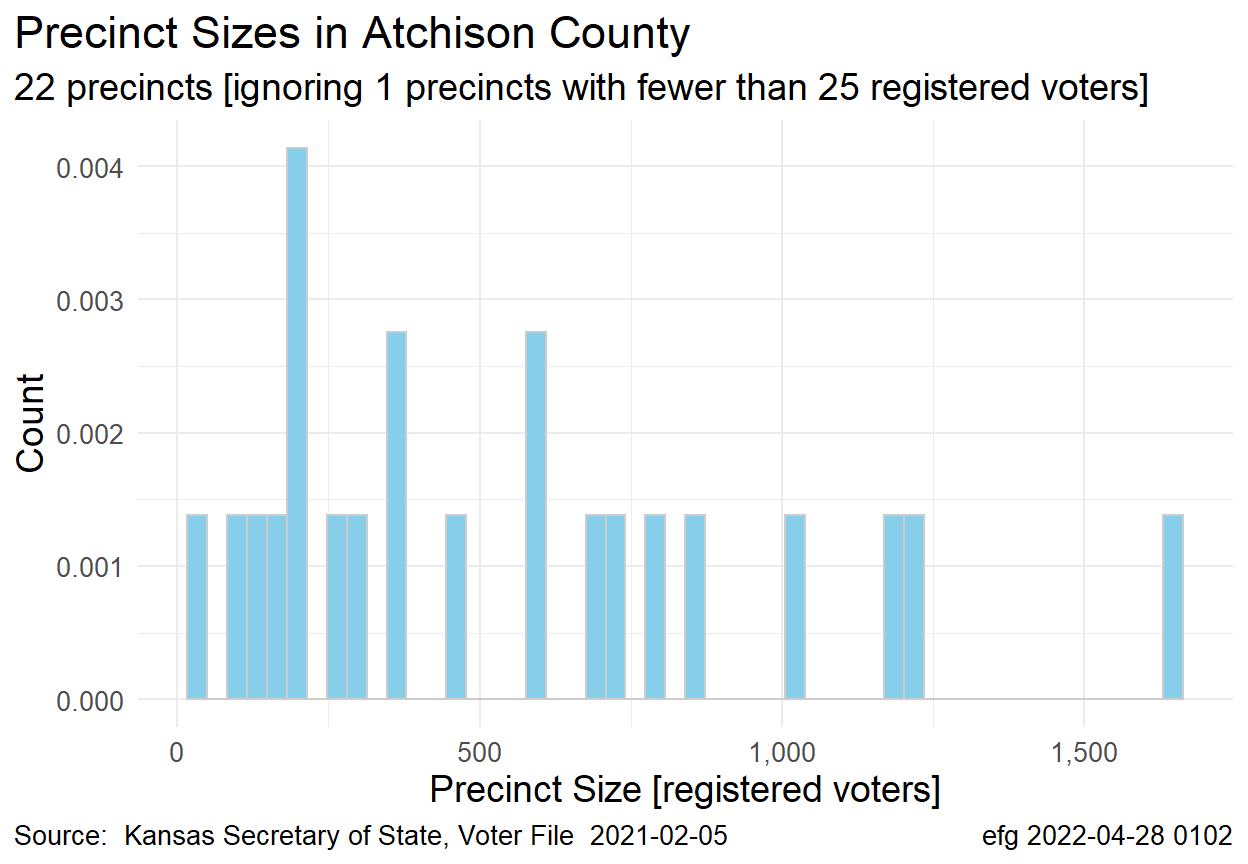 Precinct Sizes in Atchison County
22 precincts [ignoring 1 precincts with fewer than 25 registered voters]
Count
0.004
0.003
0.002
0.001
0.000
0 500 1,000 1,500
Precinct Size [registered voters]
Source:  Kansas Secretary of State, Voter File  2021-02-05
efg 2022-04-28 0102